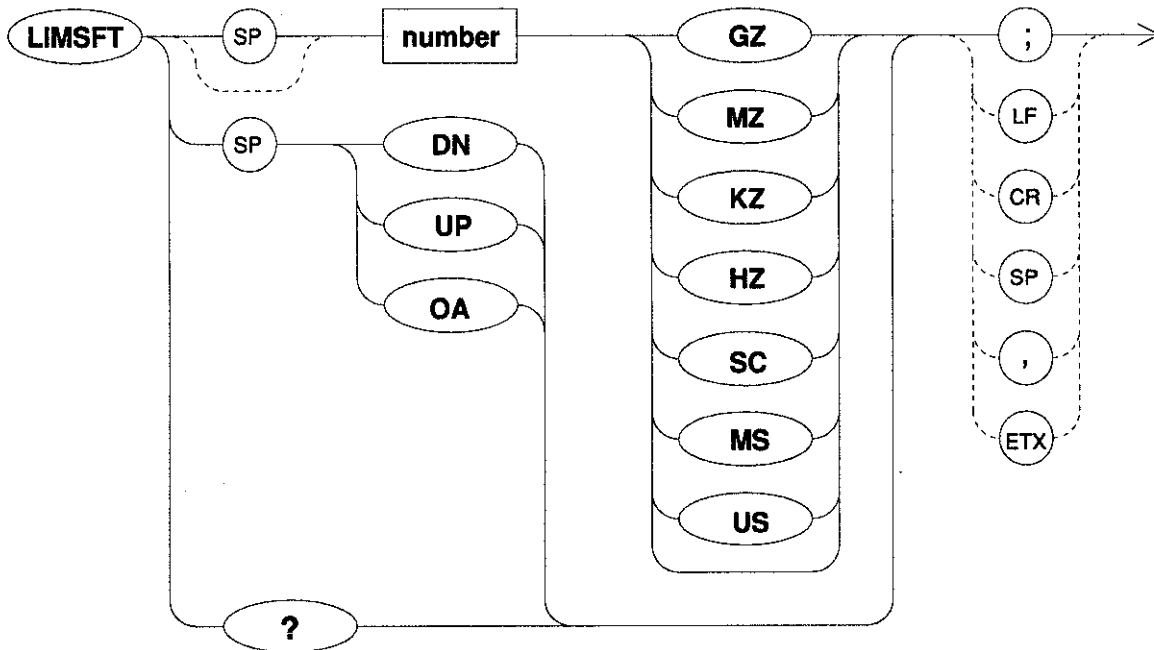 LIMSFT SP number GZ ;
MZ LF
SP DN
KZ CR
UP
HZ SP
OA
SC ,
MS ETX
US
?